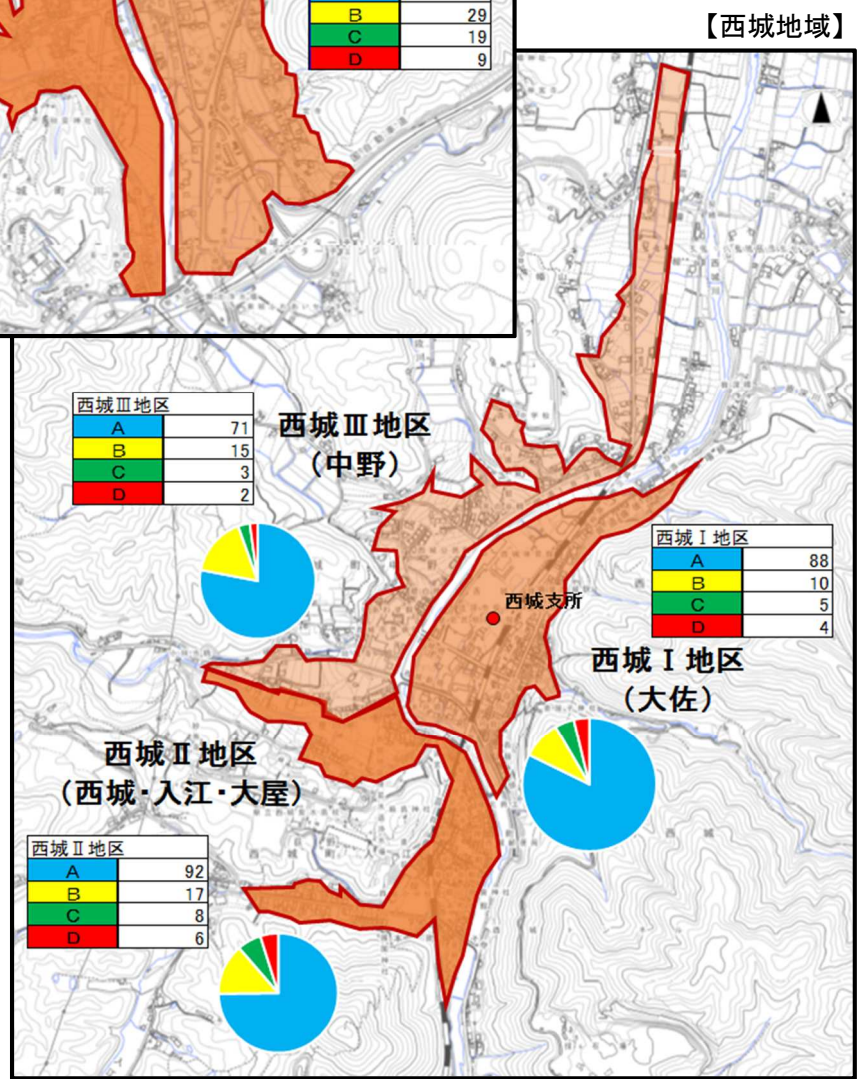 【西城地域】
B 29
C 19
D 9
西城Ⅲ地区
A 71
B 15
C 3
D 2
西城Ⅲ地区
（中野）
西城Ⅰ地区
A 88
B 10
C 5
D 4
西城支所
西城Ⅰ地区
（大佐）
西城Ⅱ地区
（西城・入江・大屋）
西城Ⅱ地区
A 92
B 17
C 8
D 6